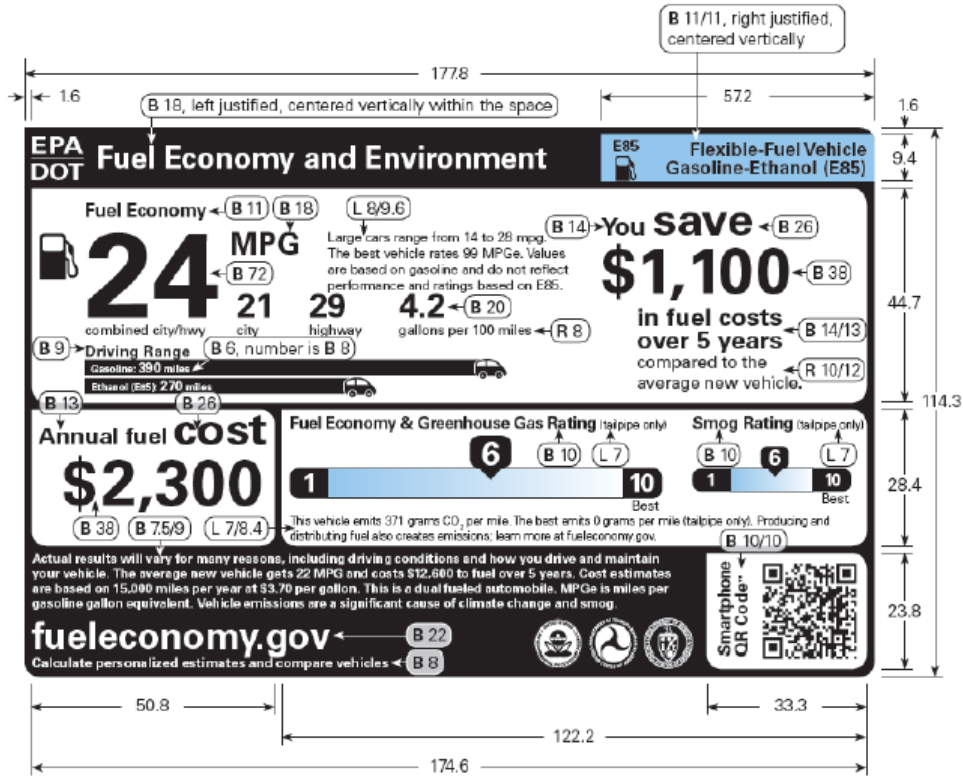 B 11/11, right justified,
centered vertically
177.8
1.6
57.2
1.6
B 18, left justified, centered vertically within the space
EPA
DOT
Fuel Economy and Environment
E85
Flexible-Fuel Vehicle
Gasoline-Ethanol (E85)
9.4
Fuel Economy
B 11
B 18
L 8/9.6
24
MPG
B 72
Large cars range from 14 to 28 mpg.
The best vehicle rates 99 MPGe. Values
are based on gasoline and do not reflect
performance and ratings based on E85.
B 14
You save
B 26
$1,100
B 38
44.7
21
29
4.2
B 20
combined city/hwy
city
highway
gallons per 100 miles
R 8
in fuel costs
over 5 years
B 14/13
compared to the
average new vehicle.
R 10/12
B 9
Driving Range
B 6, number is B 8
Gasoline: 390 miles
Ethanol (E85): 270 miles
114.3
B 13
B 26
Annual fuel cost
$2,300
B 38
B 7.5/9
L 7/8.4
Fuel Economy & Greenhouse Gas Rating (tailpipe only)
6
B 10
L 7
1
10
Best
Smog Rating (tailpipe only)
B 10
6
L 7
1
10
Best
28.4
This vehicle emits 371 grams CO2 per mile. The best emits 0 grams per mile (tailpipe only). Producing and
distributing fuel also creates emissions; learn more at fueleconomy.gov.
B 10/10
Actual results will vary for many reasons, including driving conditions and how you drive and maintain
your vehicle. The average new vehicle gets 22 MPG and costs $12,600 to fuel over 5 years. Cost estimates
are based on 15,000 miles per year at $3.70 per gallon. This is a dual fueled automobile. MPGe is miles per
gasoline gallon equivalent. Vehicle emissions are a significant cause of climate change and smog.
fueleconomy.gov
B 22
Calculate personalized estimates and compare vehicles
B 8
Smartphone
QR Code™
23.8
50.8
33.3
122.2
174.6